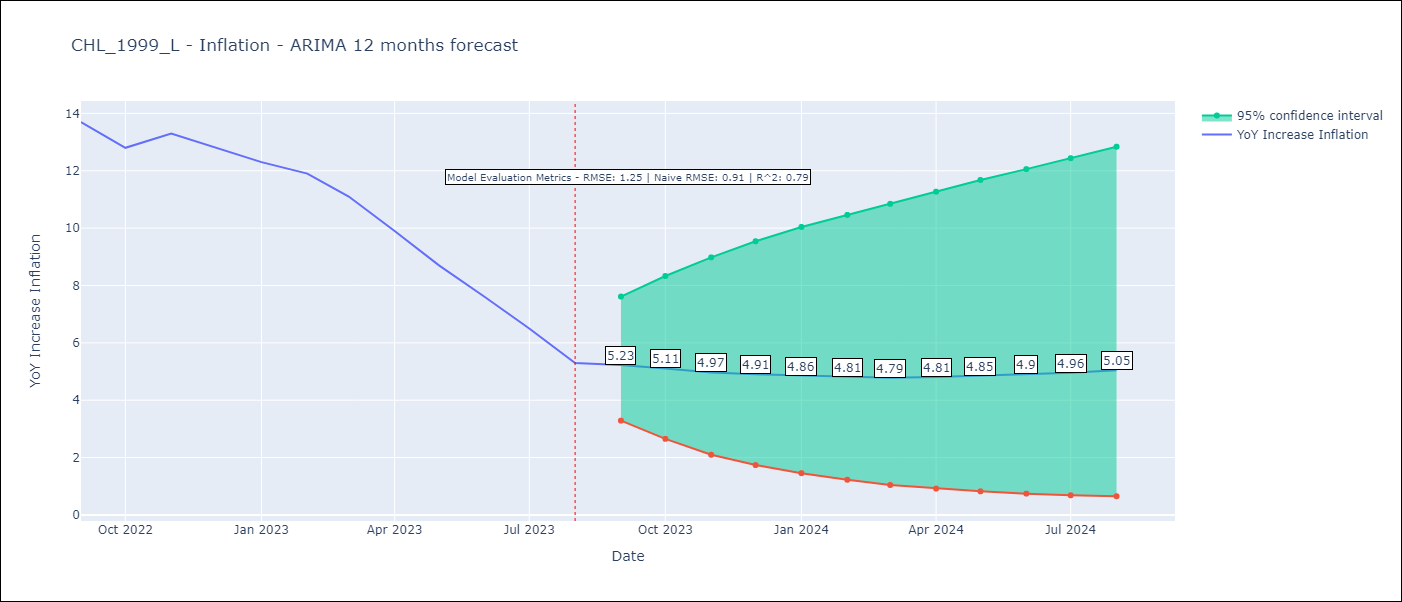 CHL_1999_L - Inflation - ARIMA 12 months forecast
95% confidence interval
YoY Increase Inflation
Model Evaluation Metrics - RMSE: 1.25 | Naive RMSE: 0.91 | R^2: 0.79
YoY Increase Inflation
14
12
10
8
6
4
2
0
5.23
5.11
4.97
4.91
4.86
4.81
4.79
4.81
4.85
4.9
4.96
5.05
Oct 2022
Jan 2023
Apr 2023
Jul 2023
Oct 2023
Jan 2024
Apr 2024
Jul 2024
Date